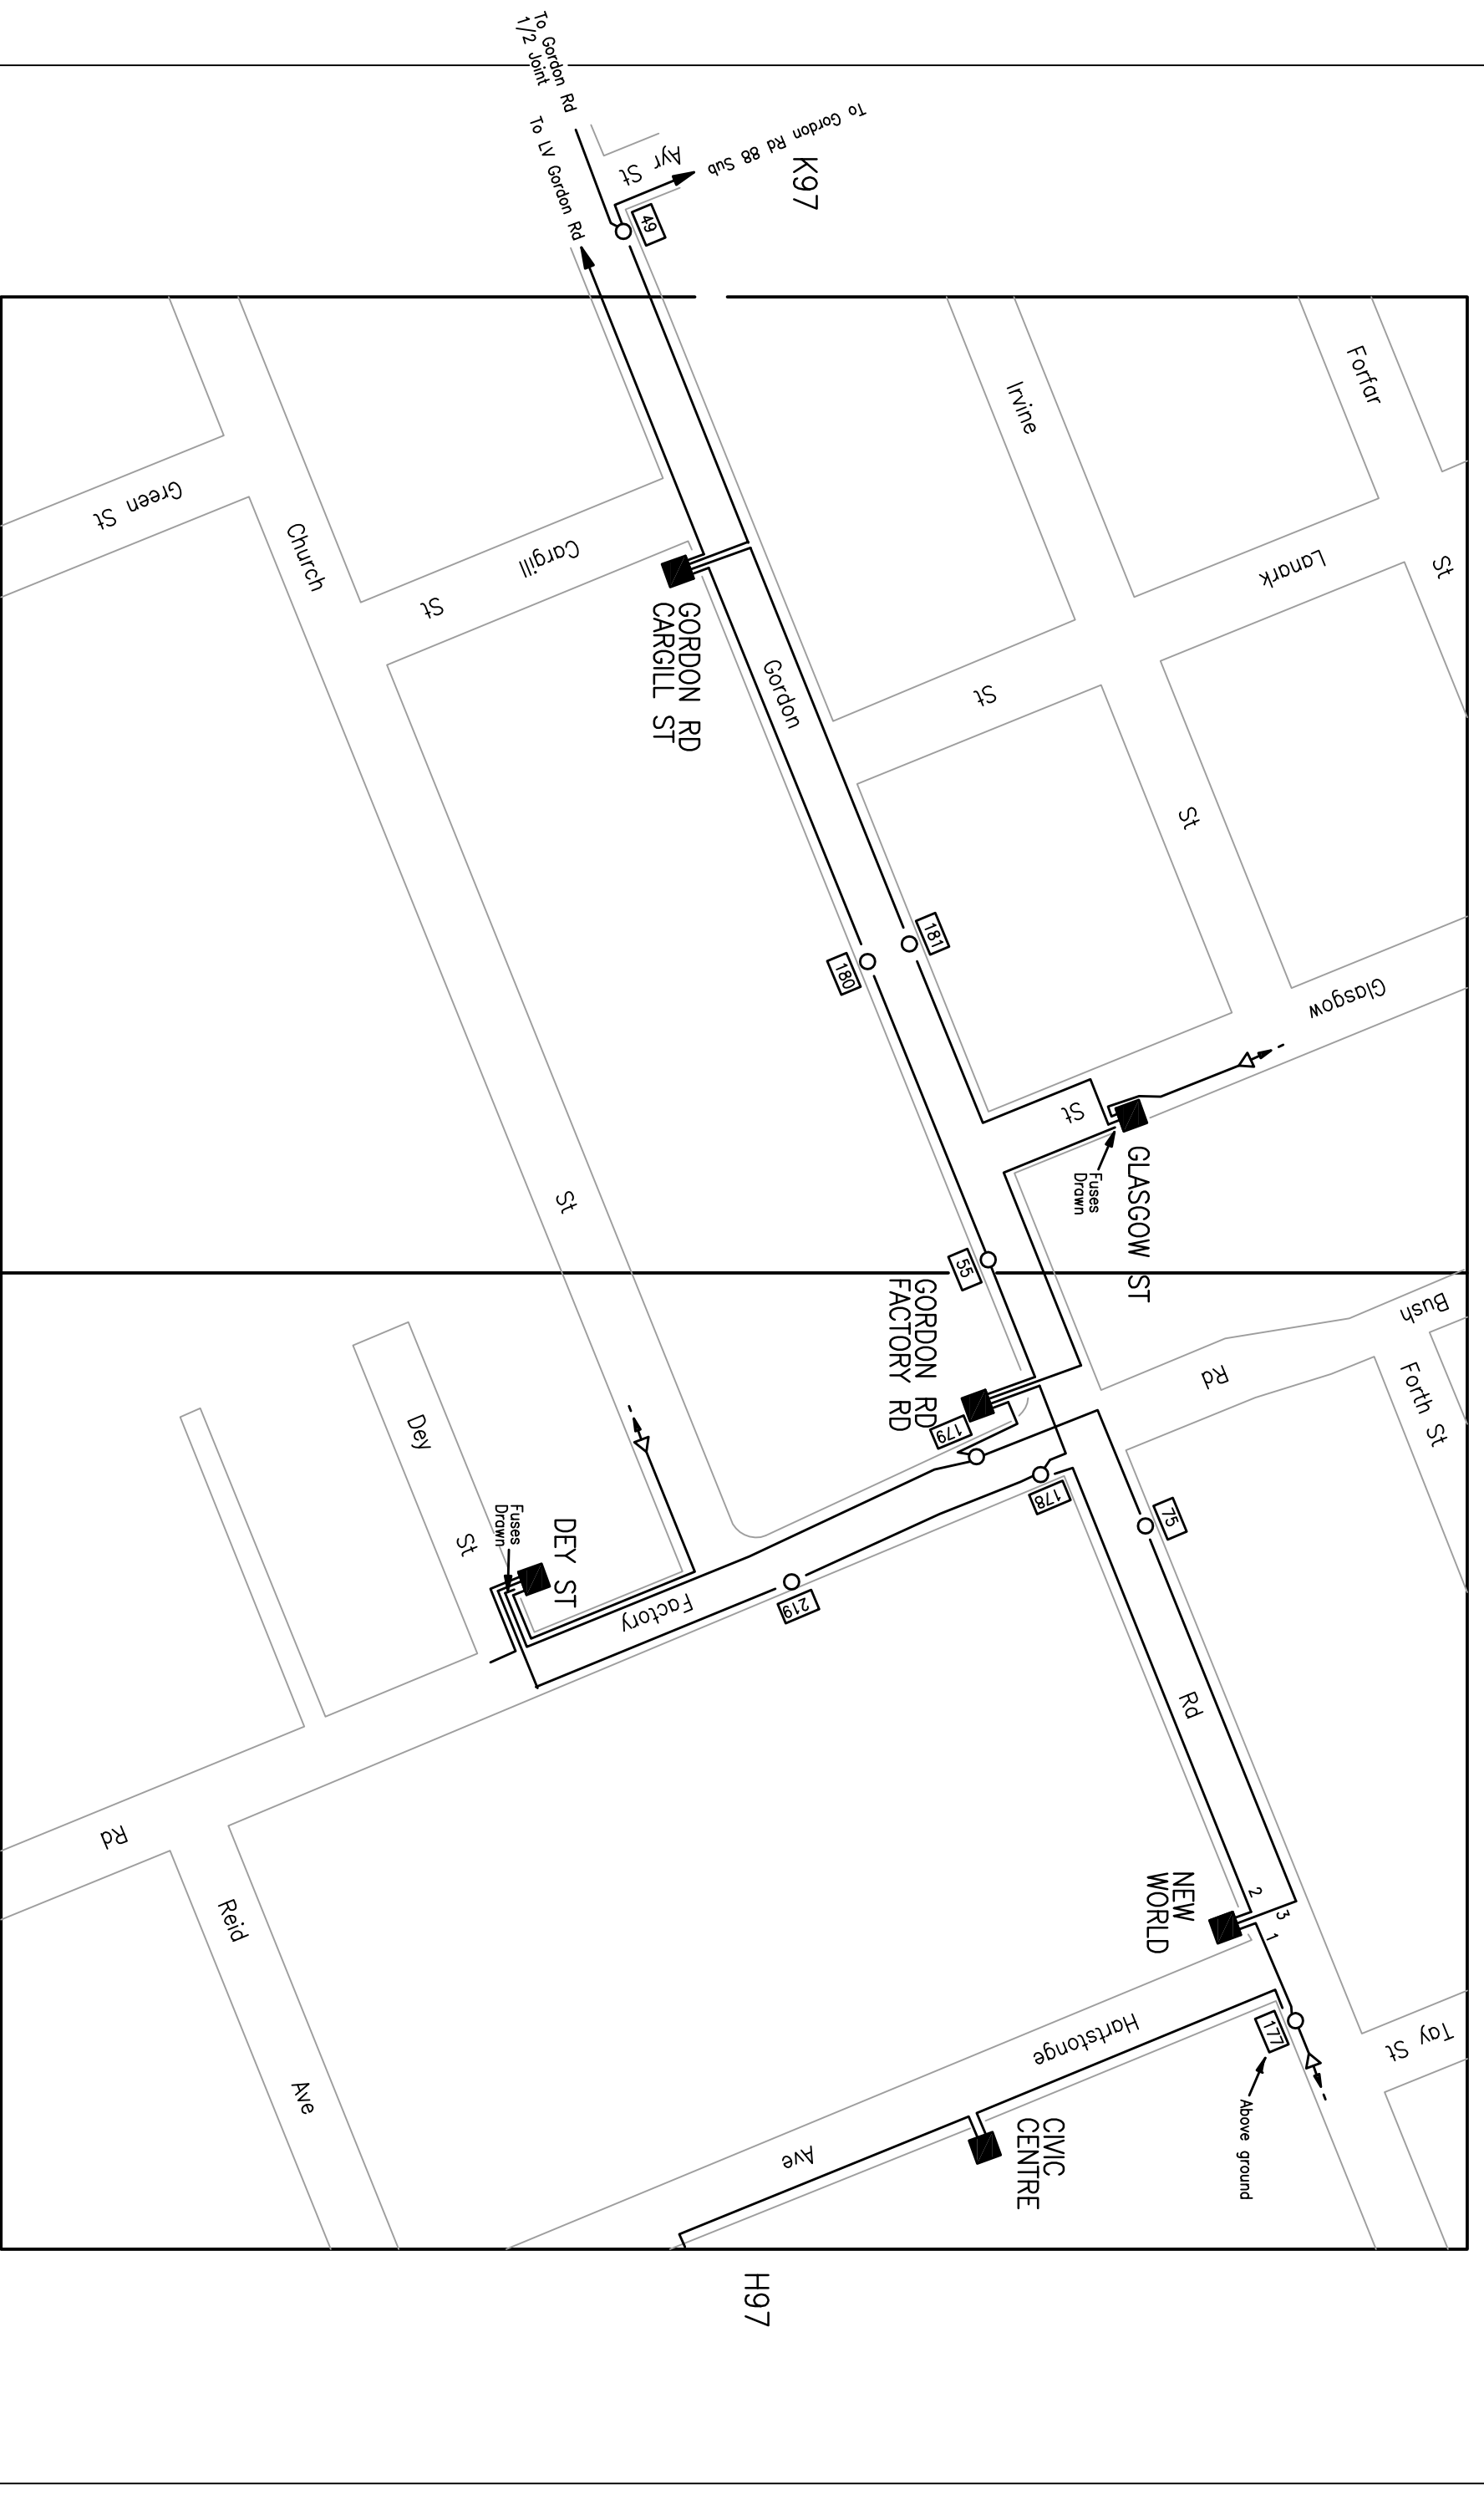 To Gordon Rd
1/2 Joint
To LV Gordon Rd
To Gordon Rd 88 Sub
Ayr St
K97
49
Forfar
St
Irvine
St
Lanark
St
Green St
Church
St
Cargill
St
GORDON RD
CARGILL ST
Gordon
Rd
181
180
Glasgow
St
GLASGOW ST
Fuses
Drawn
55
GORDON RD
FACTORY RD
179
178
75
Bush
Rd
Forth St
Dey
St
Fuses
Drawn
DEY ST
Factory
Rd
219
Reid
Ave
NEW
WORLD
2
3
1
177
Above ground
Tay St
Hartstonge
Ave
CIVIC
CENTRE
H97